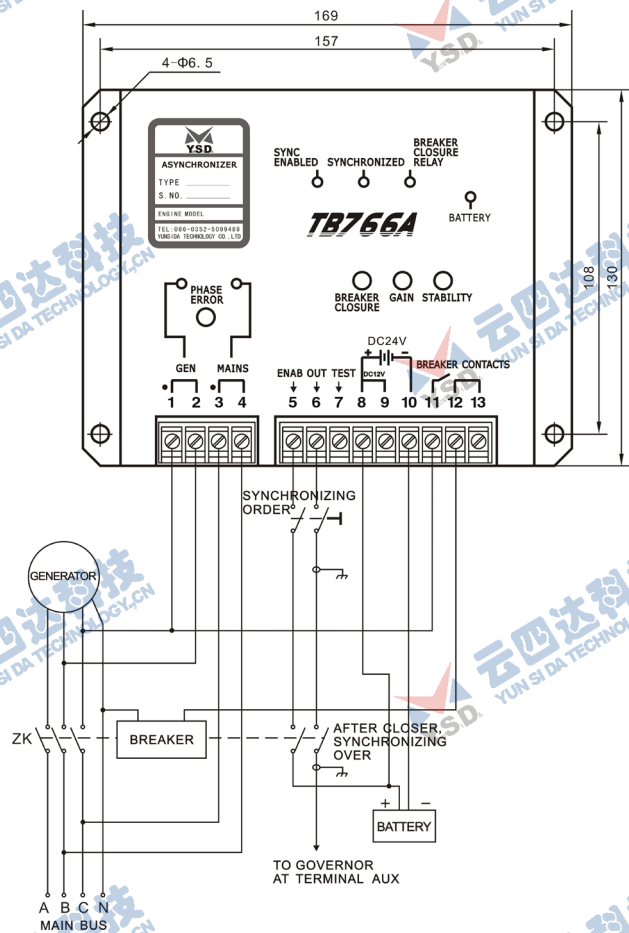 169
157
4-Φ6.5
YSD
ASYNCHRONIZER
TYPE
S.NO.
ENGINE MODEL
TEL:086-0352-5099489
YUNSIDA TECHNOLOGY CO.,LTD
SYNC
ENABLED
SYNCHRONIZED
BREAKER
CLOSURE
RELAY
BATTERY
TB766A
PHASE
ERROR
BREAKER
CLOSURE
GAIN
STABILITY
108
130
DC24V
+ -
DC12V
BREAKER CONTACTS
GEN MAINS
ENAB OUT TEST
1 2 3 4 5 6 7 8 9 10 11 12 13
SYNCHRONIZING
ORDER
GENERATOR
ZK
BREAKER
AFTER CLOSER,
SYNCHRONIZING
OVER
+ −
BATTERY
TO GOVERNOR
AT TERMINAL AUX
A B C N
MAIN BUS
云四达科技
YUN SI DA TECHNOLOGY.CN
Y.S.D.